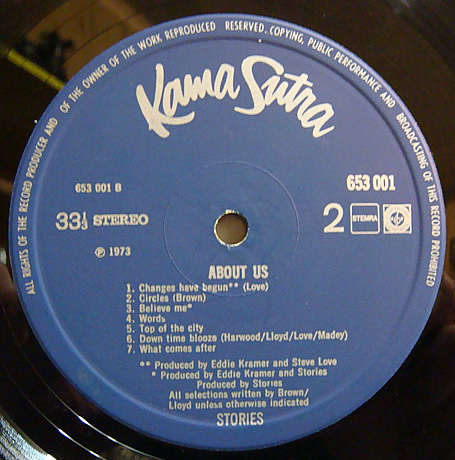 ALL RIGHTS OF THE RECORD PRODUCER AND OF THE OWNER OF THE WORK REPRODUCED RESERVED. COPYING, PUBLIC PERFORMANCE AND BROADCASTING OF THIS RECORD PROHIBITED
Kama Sutra
653 001 B
653 001
33⅓ STEREO
2
STEMRA
℗ 1973
ABOUT US
1. Changes have begun** (Love)
2. Circles (Brown)
3. Believe me*
4. Words
5. Top of the city
6. Down time blooze (Harwood/Lloyd/Love/Madey)
7. What comes after
** Produced by Eddie Kramer and Steve Love
* Produced by Eddie Kramer and Stories
Produced by Stories
All selections written by Brown/
Lloyd unless otherwise indicated
STORIES